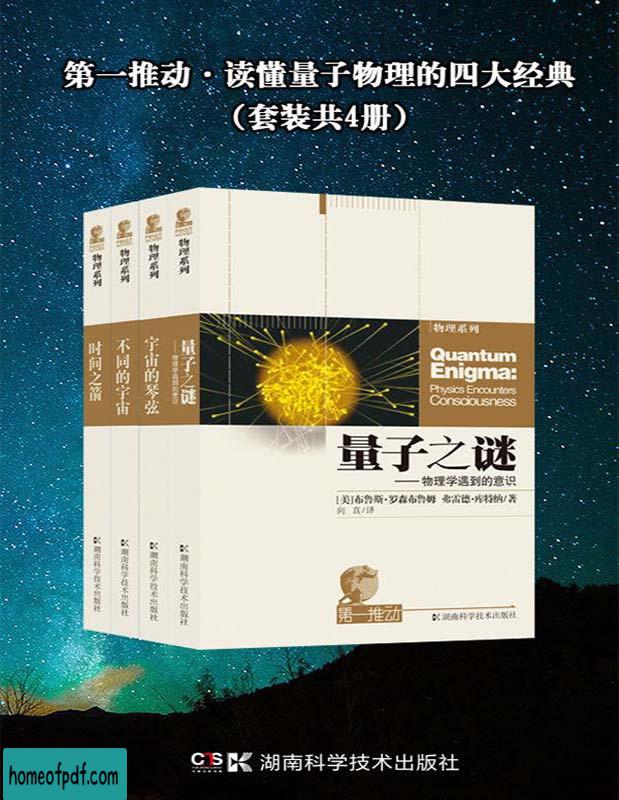 第一推动·读懂量子物理的四大经典
（套装共4册）
物理系列
时间之箭
湖南科学技术出版社
物理系列
不同的宇宙
湖南科学技术出版社
物理系列
宇宙的琴弦
湖南科学技术出版社
物理系列
量子之谜
——物理学遇到的意识
湖南科学技术出版社
物理系列
Quantum
Enigma:
Physics Encounters
Consciousness
量子之谜
——物理学遇到的意识
[美]布鲁斯·罗森布鲁姆 弗雷德·库特纳/著
向真/译
第一推动
湖南科学技术出版社
湖南科学技术出版社
homeofpdf.com